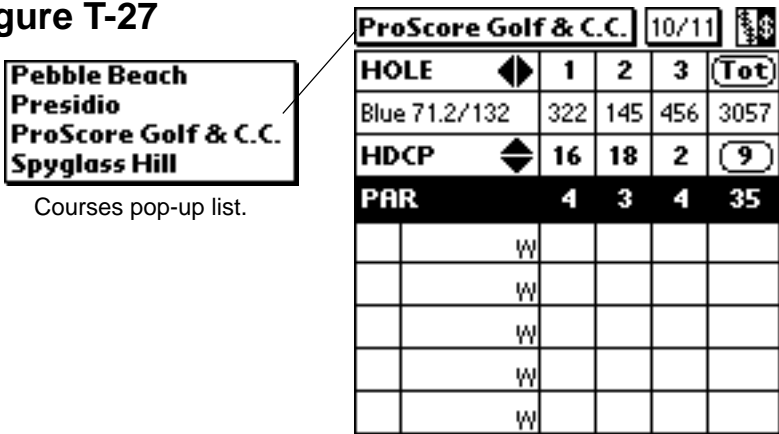 gure T-27
Pebble Beach
Presidio
ProScore Golf & C.C.
Spyglass Hill
Courses pop-up list.
ProScore Golf & C.C. 10/11 $
HOLE 1 2 3 Tot
Blue 71.2/132 322 145 456 3057
HDCP 16 18 2 9
PAR 4 3 4 35
W
W
W
W
W